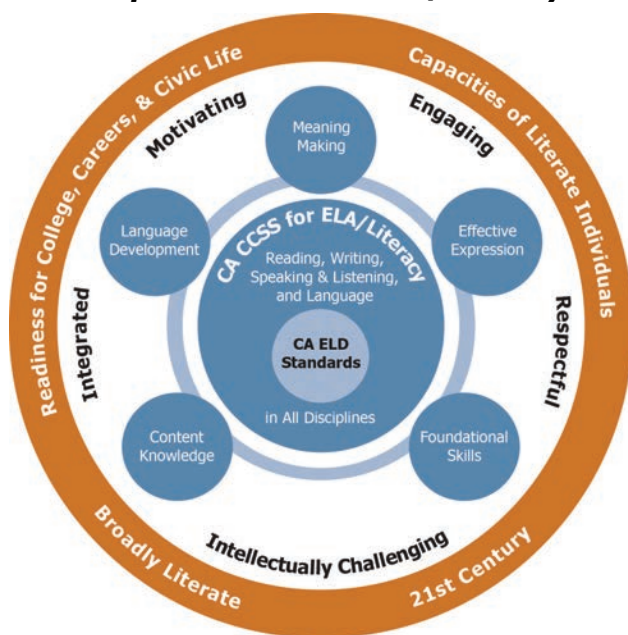 Readiness for College, Careers, & Civic Life
Capacities of Literate Individuals
Motivating
Engaging
Meaning
Making
Language
Development
Effective
Expression
CA CCSS for ELA/Literacy
Reading, Writing,
Speaking & Listening,
and Language
CA ELD
Standards
in All Disciplines
Integrated
Respectful
Content
Knowledge
Foundational
Skills
Intellectually Challenging
Broadly Literate
21st Century